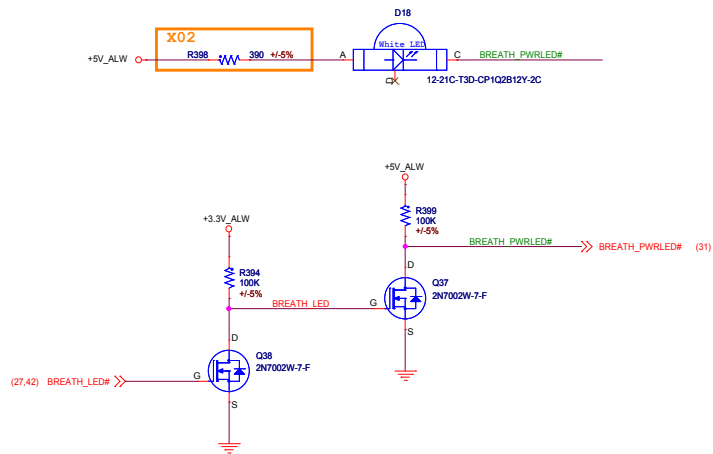 D18
X02
White LED
+5V_ALW
R398
390
+/-5%
A
C
BREATH_PWRLED#
12-21C-T3D-CP1Q2B12Y-2C
+5V_ALW
+3.3V_ALW
R399
100K
+/-5%
BREATH_PWRLED#
BREATH_PWRLED#
(31)
R394
100K
+/-5%
D
Q37
2N7002W-7-F
BREATH_LED
G
S
D
Q38
2N7002W-7-F
(27,42)
BREATH_LED#
G
S